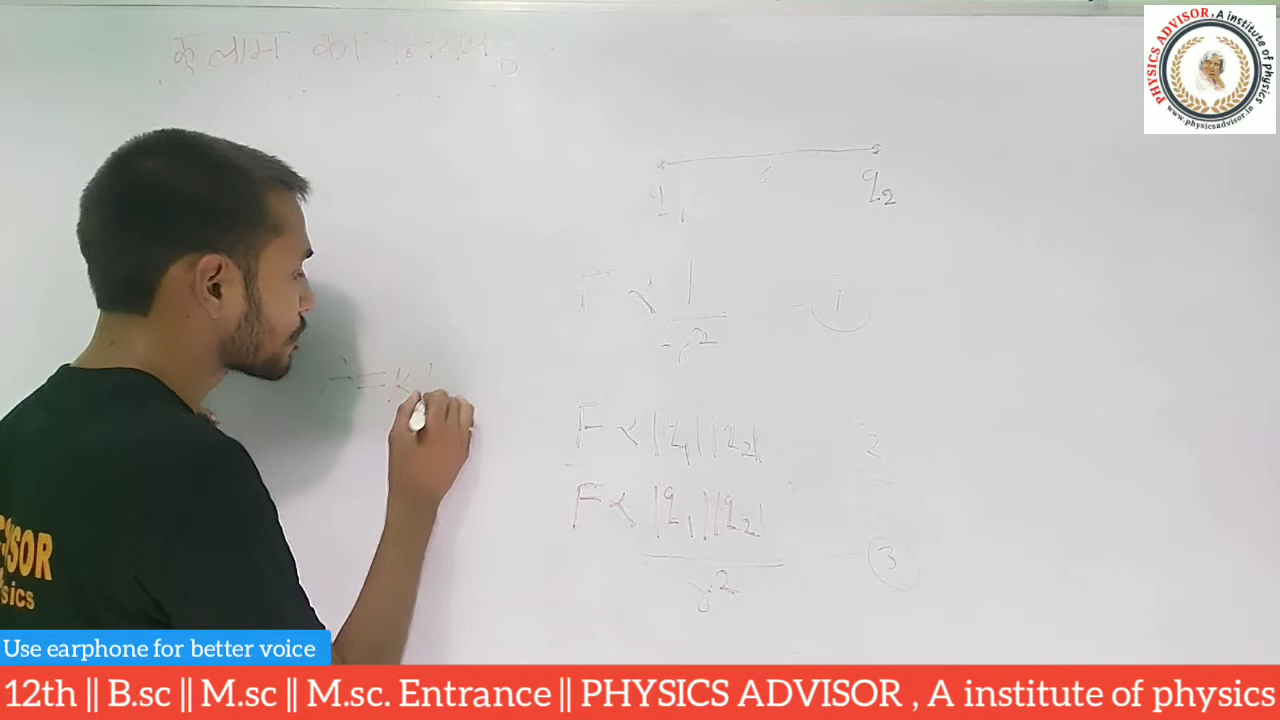 PHYSICS ADVISOR, A institute of physics
www.physicsadvisor.in
कुलाम का नियम
q₁
q₂
F ∝ 1/r² — ①
F ∝ |q₁| |q₂| 2
F ∝ |q₁| |q₂| / r² — ③
= K
Use earphone for better voice
12th || B.sc || M.sc || M.sc. Entrance || PHYSICS ADVISOR , A institute of physics